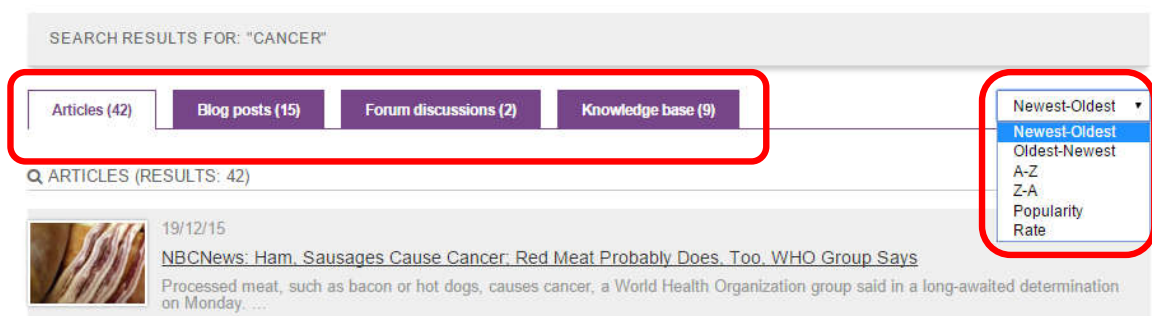 SEARCH RESULTS FOR: "CANCER"
Articles (42) Blog posts (15) Forum discussions (2) Knowledge base (9)
Newest-Oldest
Newest-Oldest
Oldest-Newest
A-Z
Z-A
Popularity
Rate
ARTICLES (RESULTS: 42)
19/12/15
NBCNews: Ham, Sausages Cause Cancer; Red Meat Probably Does, Too, WHO Group Says
Processed meat, such as bacon or hot dogs, causes cancer, a World Health Organization group said in a long-awaited determination
on Monday. ...